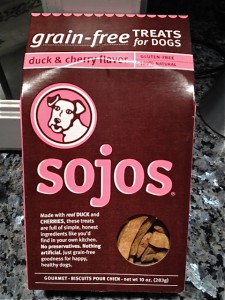 grain-free TREATS
for DOGS
duck & cherry flavor
GLUTEN-FREE
100% NATURAL
sojos®
Made with real DUCK and
CHERRIES, these treats
are full of simple, honest
ingredients like you'd
find in your own kitchen.
No preservatives. Nothing
artificial. Just grain-free
goodness for happy,
healthy dogs.
GOURMET • BISCUITS POUR CHIEN • net wt 10 oz. (283g)